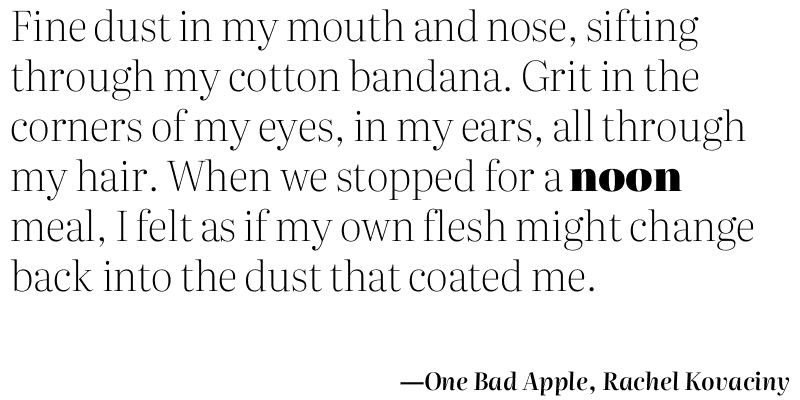 Fine dust in my mouth and nose, sifting
through my cotton bandana. Grit in the
corners of my eyes, in my ears, all through
my hair. When we stopped for a noon
meal, I felt as if my own flesh might change
back into the dust that coated me.
—One Bad Apple, Rachel Kovaciny